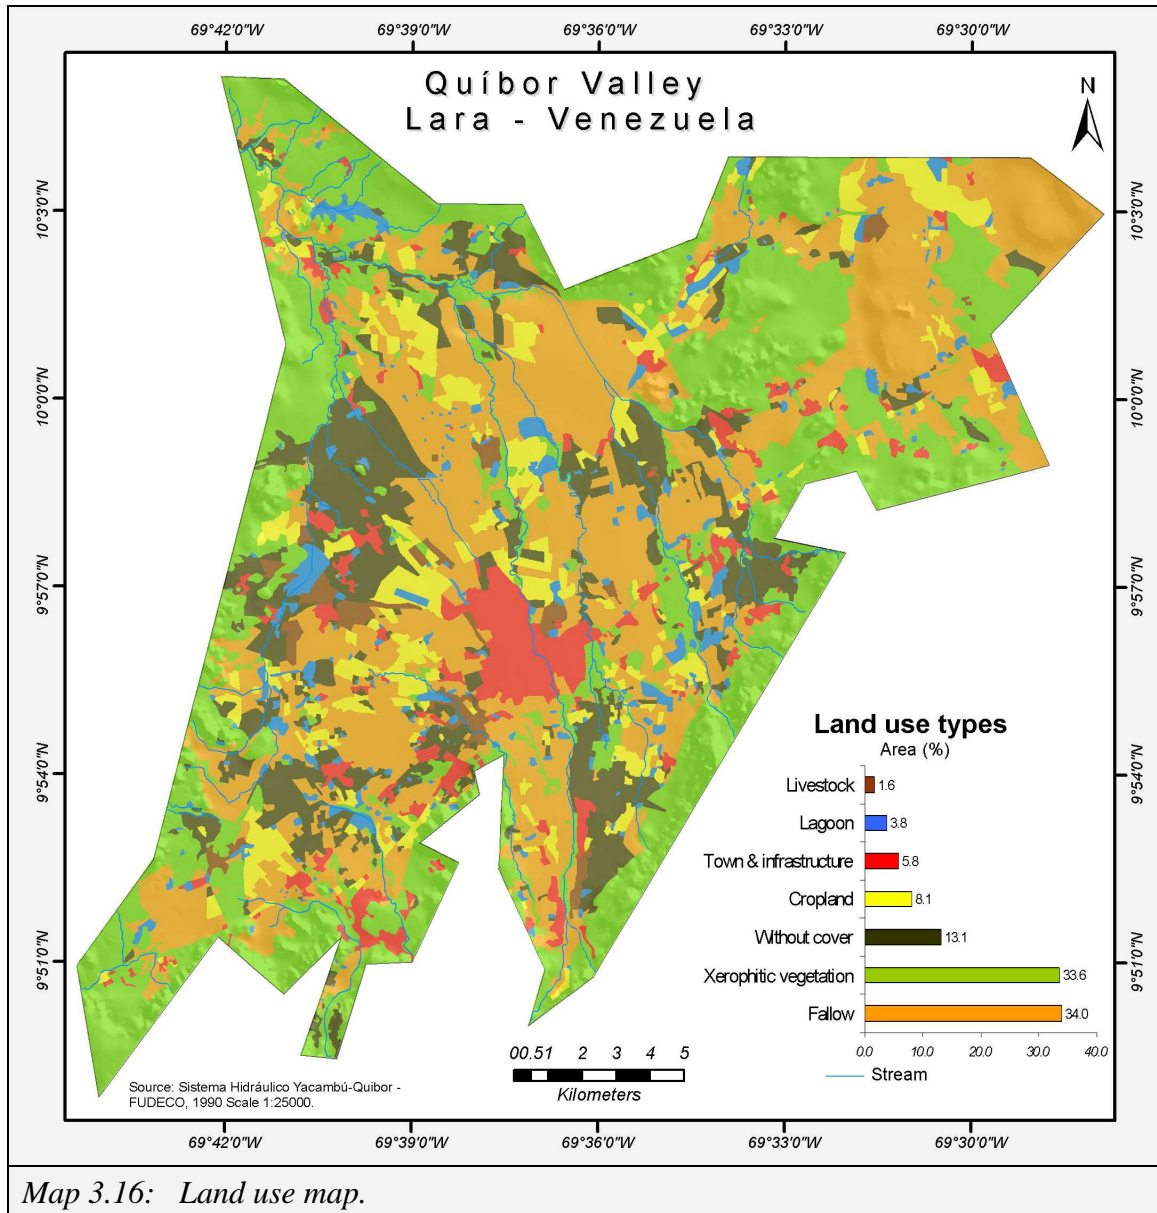 69°42'0"W 69°39'0"W 69°36'0"W 69°33'0"W 69°30'0"W
Quíbor Valley
Lara - Venezuela
N
10°3'0"N 10°3'0"N
10°0'0"N 10°0'0"N
9°57'0"N 9°57'0"N
Land use types
Area (%)
9°54'0"N 9°54'0"N
Livestock 1.6
Lagoon 3.8
Town & infrastructure 5.8
Cropland 8.1
Without cover 13.1
9°51'0"N 9°51'0"N
Xerophitic vegetation 33.6
Fallow 34.0
0.0 10.0 20.0 30.0 40.0
Stream
00.51 2 3 4 5
Kilometers
Source: Sistema Hidráulico Yacambú-Quibor -
FUDECO, 1990 Scale 1:25000.
69°42'0"W 69°39'0"W 69°36'0"W 69°33'0"W 69°30'0"W
Map 3.16: Land use map.